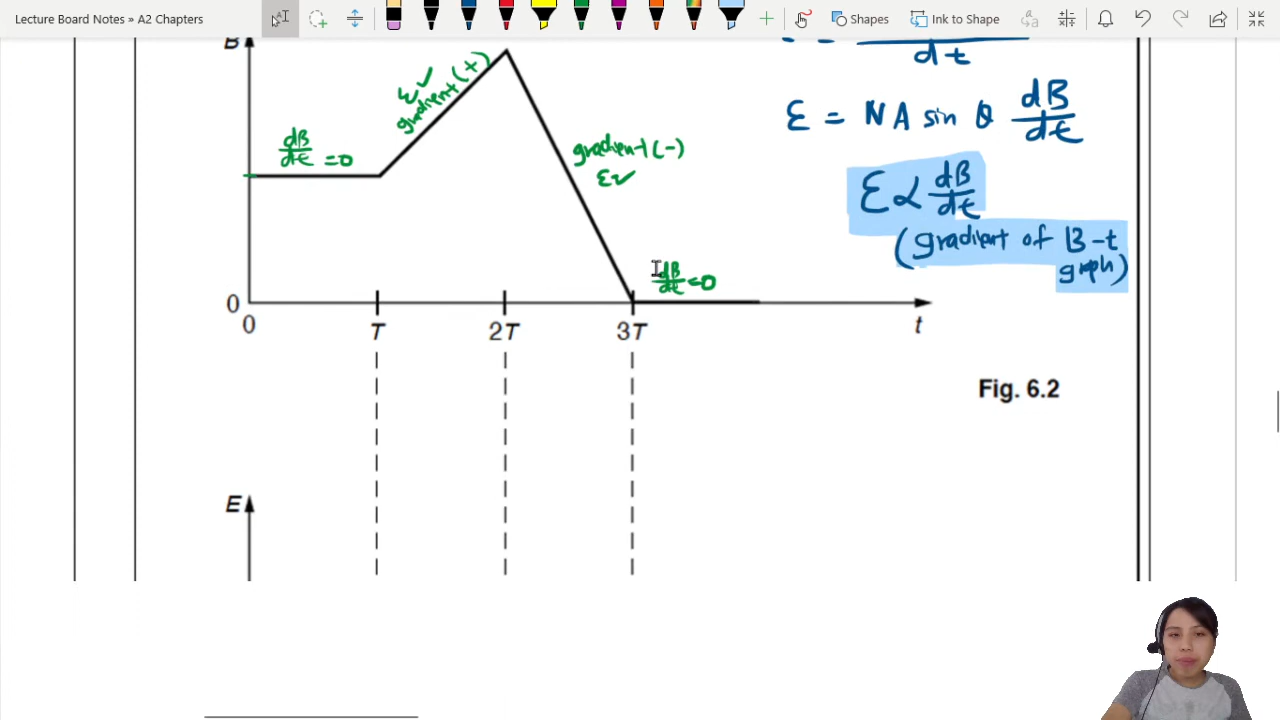 Lecture Board Notes » A2 Chapters
Shapes
Ink to Shape
B
dt
ε = NA sin θ dB/dt
ε ∝ dB/dt
(gradient of B-t
graph)
ε✓
gradient (+)
dB/dt = 0
gradient (-)
ε✓
dB/dt = 0
0
0 T 2T 3T t
Fig. 6.2
E